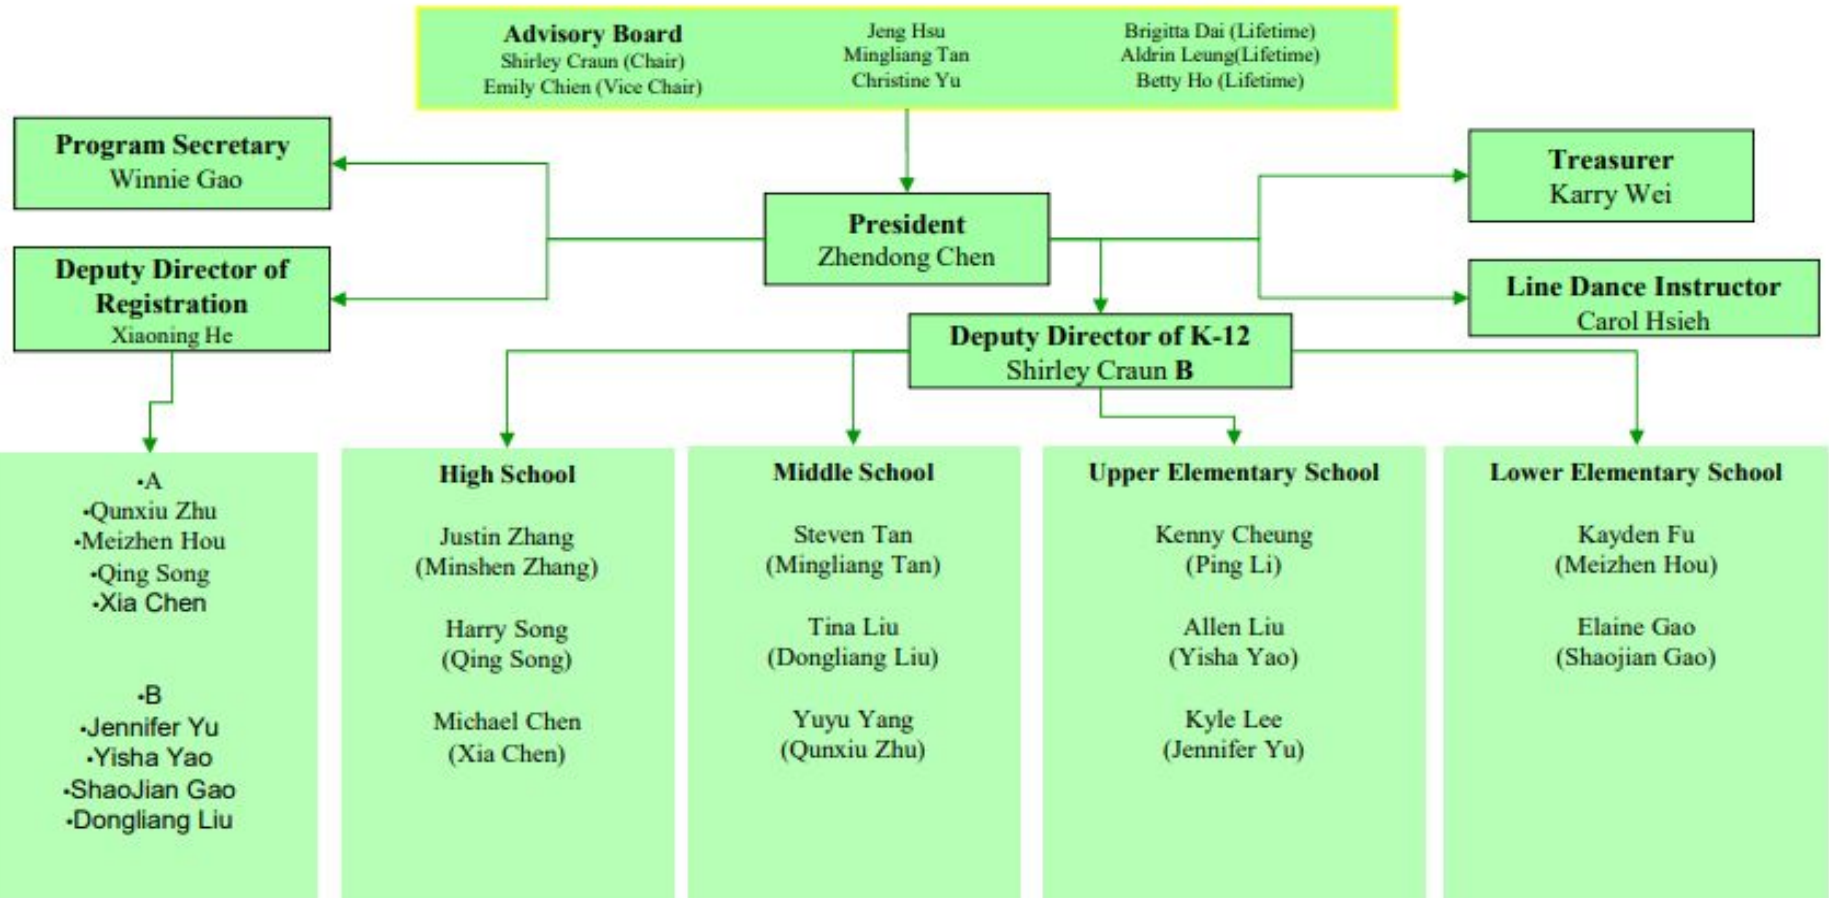 Advisory Board
Shirley Craun (Chair)
Emily Chien (Vice Chair)
Jeng Hsu
Mingliang Tan
Christine Yu
Brigitta Dai (Lifetime)
Aldrin Leung(Lifetime)
Betty Ho (Lifetime)
Program Secretary
Winnie Gao
Treasurer
Karry Wei
President
Zhendong Chen
Deputy Director of
Registration
Xiaoning He
Line Dance Instructor
Carol Hsieh
Deputy Director of K-12
Shirley Craun B
•A
•Qunxiu Zhu
•Meizhen Hou
•Qing Song
•Xia Chen
•B
•Jennifer Yu
•Yisha Yao
•ShaoJian Gao
•Dongliang Liu
High School
Justin Zhang
(Minshen Zhang)
Harry Song
(Qing Song)
Michael Chen
(Xia Chen)
Middle School
Steven Tan
(Mingliang Tan)
Tina Liu
(Dongliang Liu)
Yuyu Yang
(Qunxiu Zhu)
Upper Elementary School
Kenny Cheung
(Ping Li)
Allen Liu
(Yisha Yao)
Kyle Lee
(Jennifer Yu)
Lower Elementary School
Kayden Fu
(Meizhen Hou)
Elaine Gao
(Shaojian Gao)